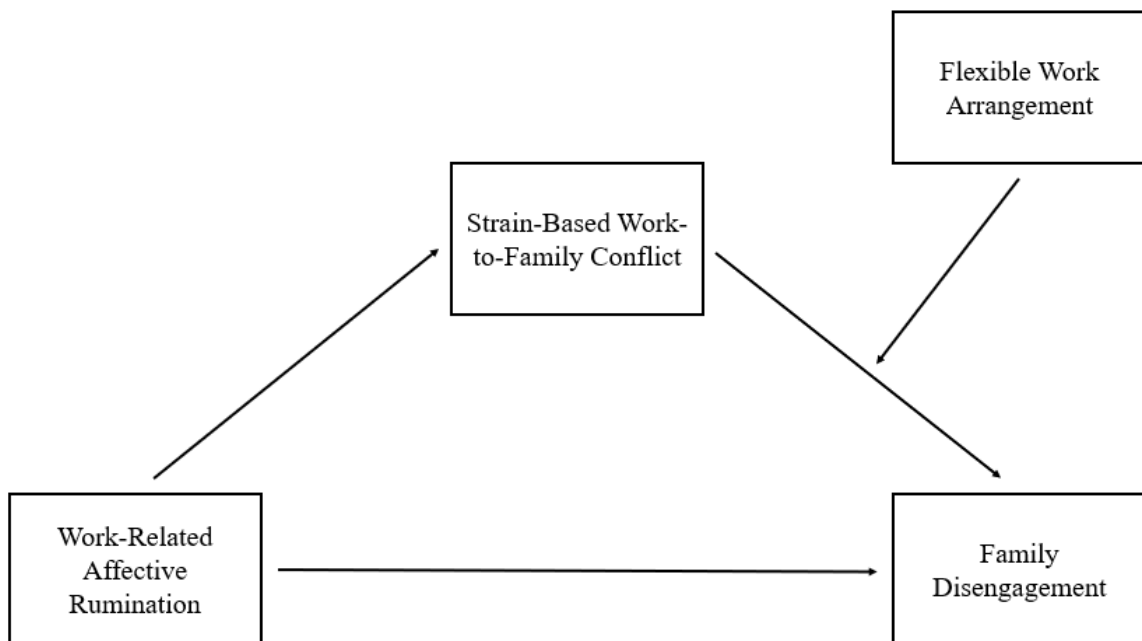 Flexible Work
Arrangement
Strain-Based Work-
to-Family Conflict
Work-Related
Affective
Rumination
Family
Disengagement